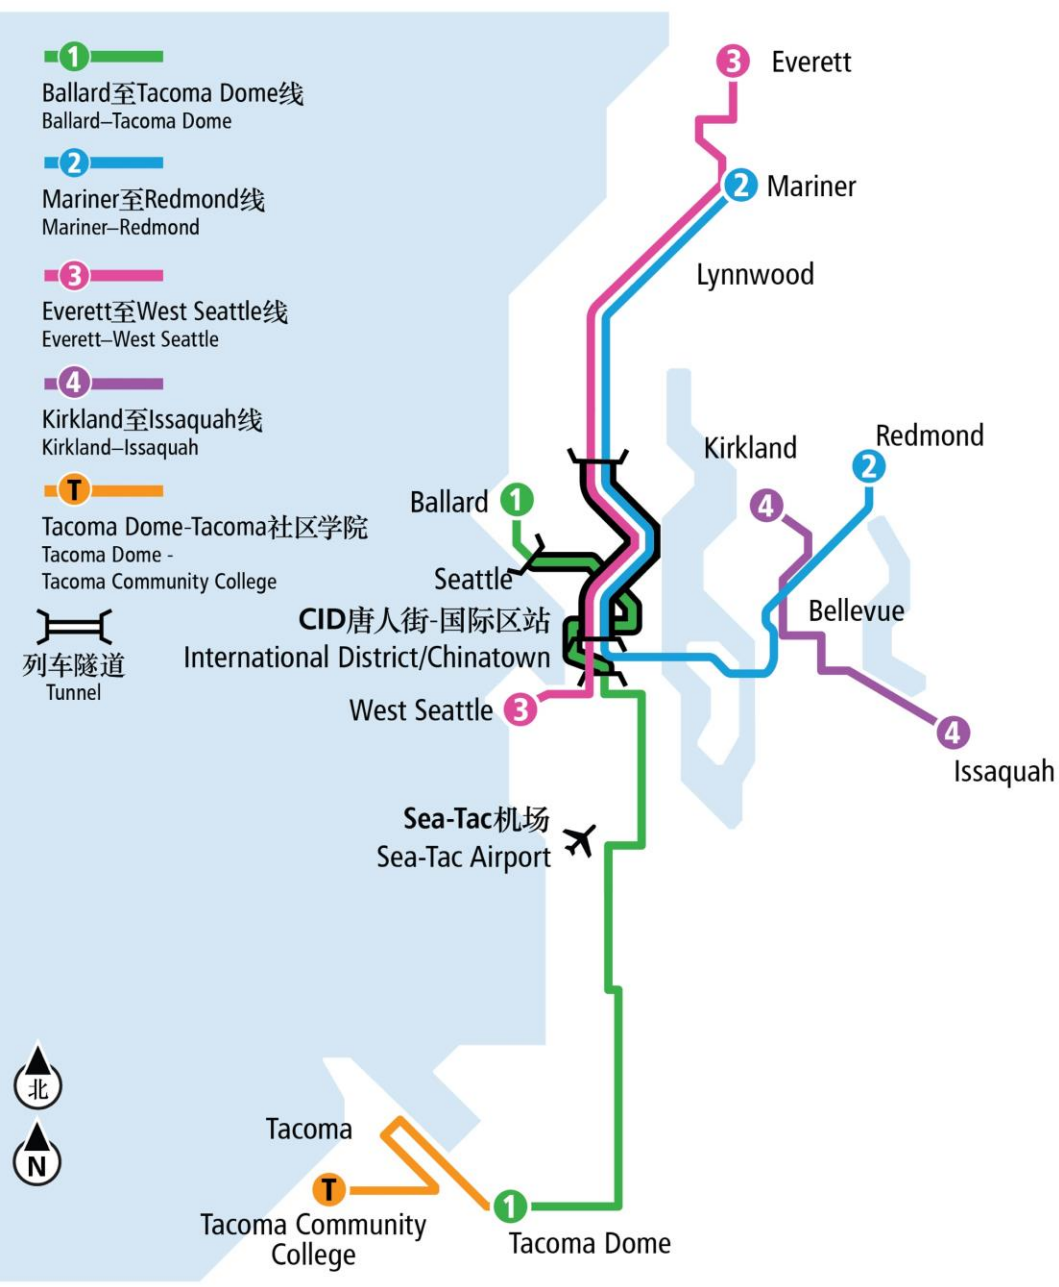 1
Ballard至Tacoma Dome线
Ballard–Tacoma Dome
2
Mariner至Redmond线
Mariner–Redmond
3
Everett至West Seattle线
Everett–West Seattle
4
Kirkland至Issaquah线
Kirkland–Issaquah
T
Tacoma Dome-Tacoma社区学院
Tacoma Dome -
Tacoma Community College
列车隧道
Tunnel
3 Everett
2 Mariner
Lynnwood
Kirkland
4
Redmond
2
Ballard 1
Seattle
CID唐人街-国际区站
International District/Chinatown
Bellevue
West Seattle 3
4
Issaquah
Sea-Tac机场
Sea-Tac Airport
北
N
Tacoma
T
Tacoma Community
College
1
Tacoma Dome